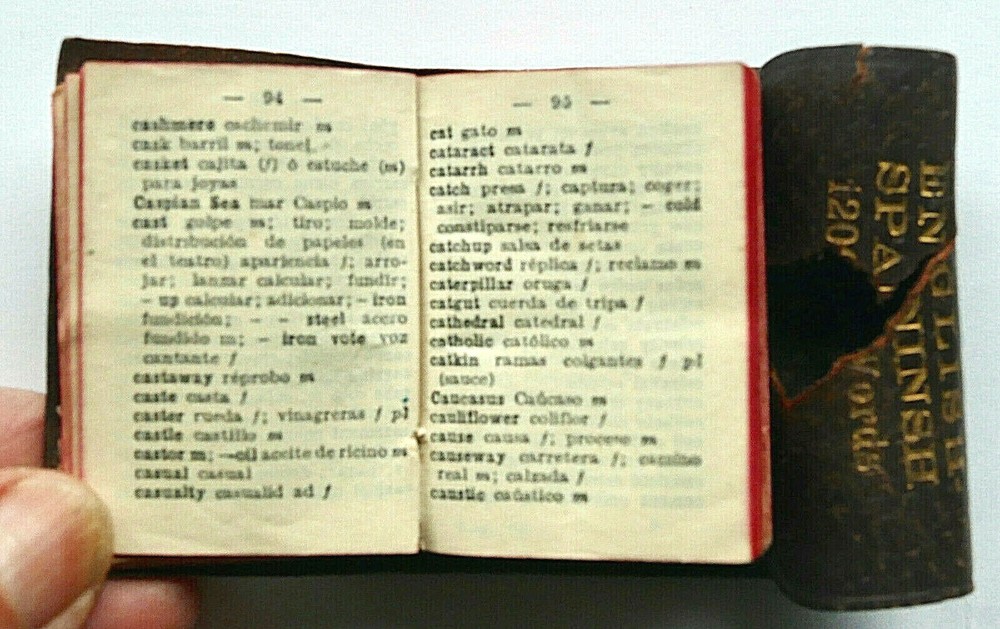 — 94 —
cashmere cachemir m
cask barril m; tonel.
casket cajita (f) ó estuche (m)
para joyas
Caspian Sea mar Caspio m
cast golpe m; tiro; molde;
distribución de papeles (en
el teatro) apariencia f; arro-
jar; lanzar calcular; fundir;
- up calcular; adicionar; - iron
fundición; - - steel acero
fundido m; - iron vote voz
cantante f
castaway réprobo m
caste casta f
caster rueda f; vinagreras f pl
castle castillo m
castor m; —oil aceite de ricino m
casual casual
casualty casualid ad f
— 95 —
cat gato m
cataract catarata f
catarrh catarro m
catch presa f; captura; coger;
asir; atrapar; ganar; - cold
constiparse; resfriarse
catchup salsa de setas
catchword réplica f; reclamo m
caterpillar oruga f
catgut cuerda de tripa f
cathedral catedral f
catholic católico m
catkin ramas colgantes f pl
(sauce)
Caucasus Caúcaso m
cauliflower coliflor f
cause causa f; proceso m
causeway carretera f; camino
real m; calzada f
caustic caústico m
ENGLISH
Words